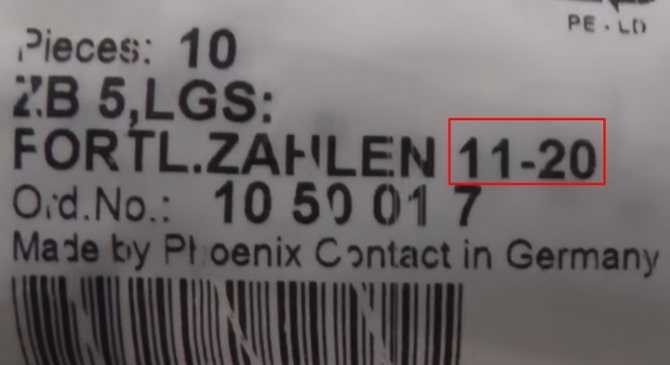 PE-LD
Pieces: 10
ZB 5,LGS:
FORTL.ZAHLEN 11-20
Ord.No.: 10 50 01 7
Made by Phoenix Contact in Germany